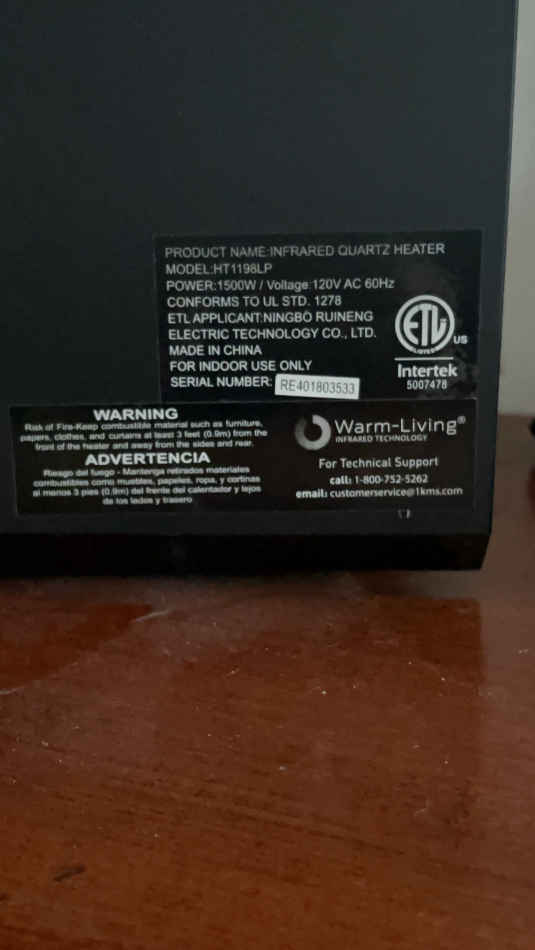 PRODUCT NAME:INFRARED QUARTZ HEATER
MODEL:HT1198LP
POWER:1500W / Voltage:120V AC 60Hz
CONFORMS TO UL STD. 1278
ETL APPLICANT:NINGBO RUINENG
ELECTRIC TECHNOLOGY CO., LTD.
MADE IN CHINA
FOR INDOOR USE ONLY
SERIAL NUMBER: RE401803533
ETL
LISTED
US
Intertek
5007478
WARNING
Risk of Fire-Keep combustible material such as furniture,
papers, clothes, and curtains at least 3 feet (0.9m) from the
front of the heater and away from the sides and rear.
ADVERTENCIA
Riesgo del fuego - Mantenga retirados materiales
combustibles como muebles, papeles, ropa, y cortinas
al menos 3 pies (0.9m) del frente del calentador y lejos
de los lados y trasero
Warm-Living®
INFRARED TECHNOLOGY
For Technical Support
call: 1-800-752-5262
email: customerservice@1kms.com